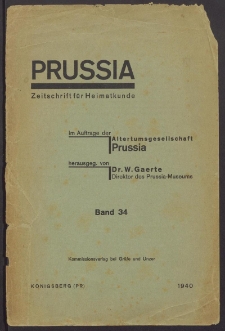 PRUSSIA
Zeitschrift für Heimatkunde
Im Auftrage der
Altertumsgesellschaft
Prussia
herausgeg. von
Dr. W. Gaerte
Direktor des Prussia-Museums
Band 34
Kommissionsverlag bei Gräfe und Unzer
KÖNIGSBERG (PR) 1940